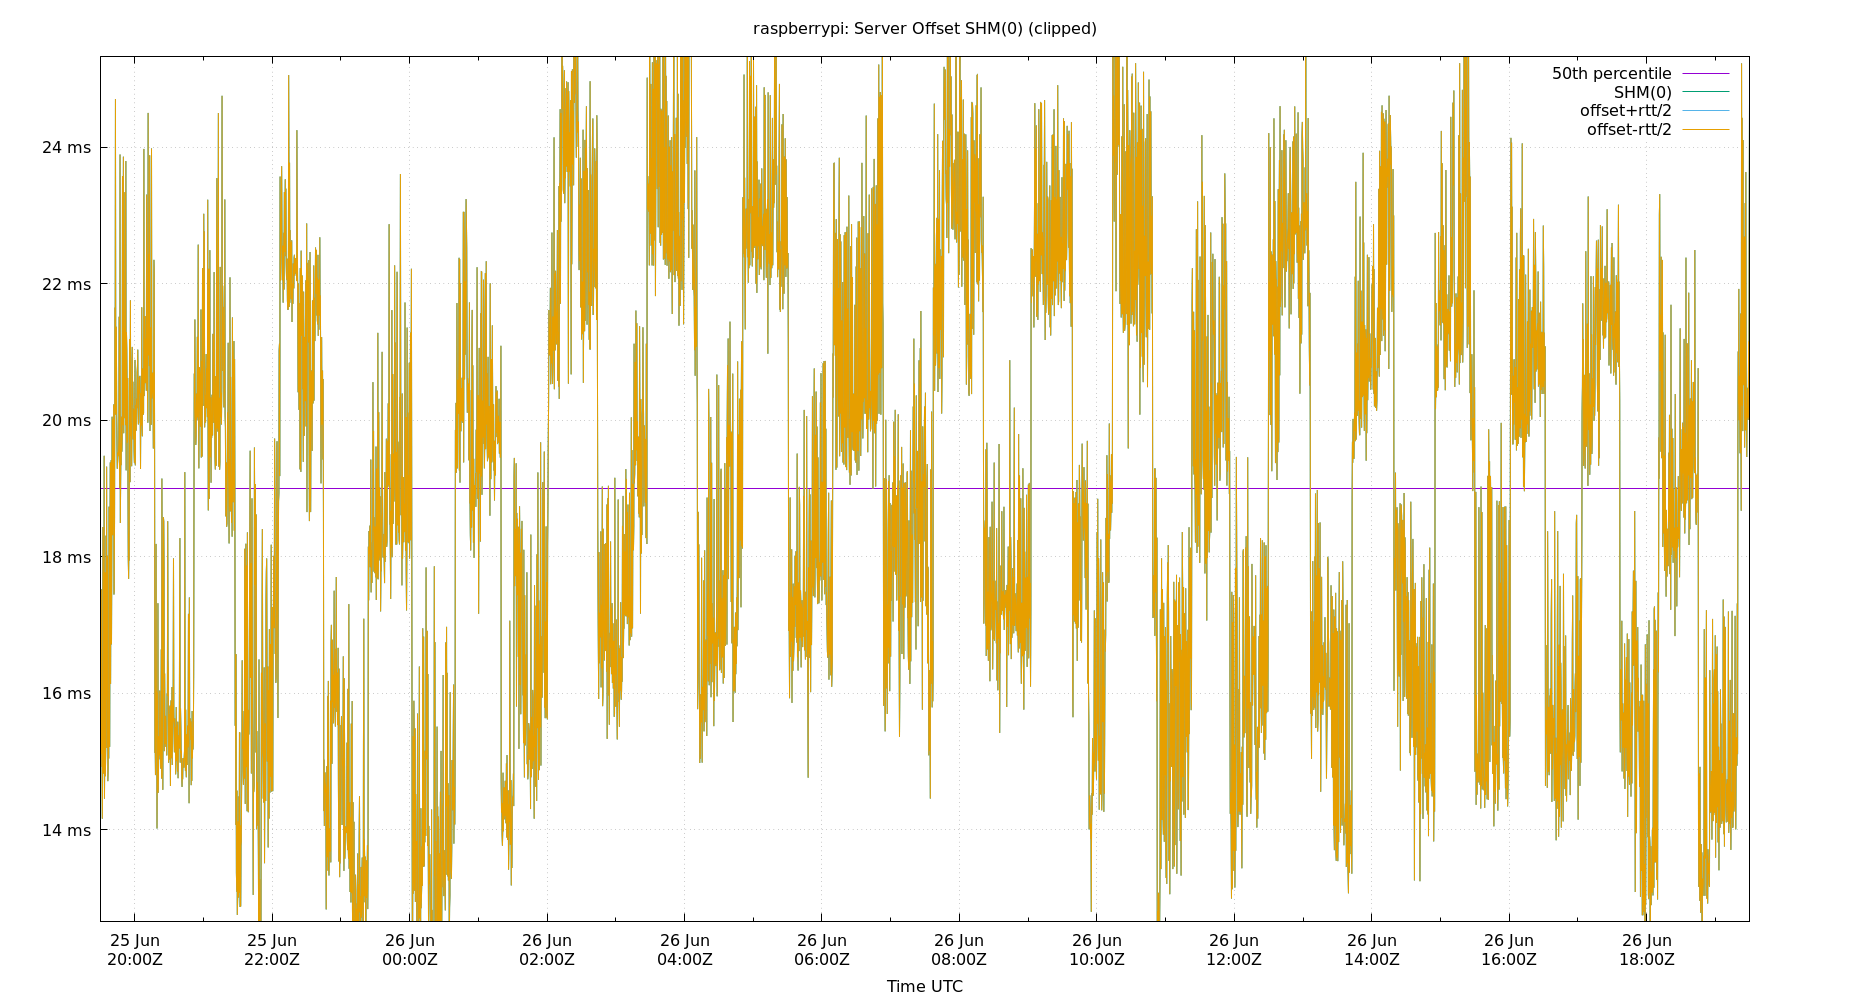 raspberrypi: Server Offset SHM(0) (clipped)
50th percentile
SHM(0)
offset+rtt/2
offset-rtt/2
24 ms
22 ms
20 ms
18 ms
16 ms
14 ms
25 Jun 25 Jun 26 Jun 26 Jun 26 Jun 26 Jun 26 Jun 26 Jun 26 Jun 26 Jun 26 Jun 26 Jun
20:00Z 22:00Z 00:00Z 02:00Z 04:00Z 06:00Z 08:00Z 10:00Z 12:00Z 14:00Z 16:00Z 18:00Z
Time UTC